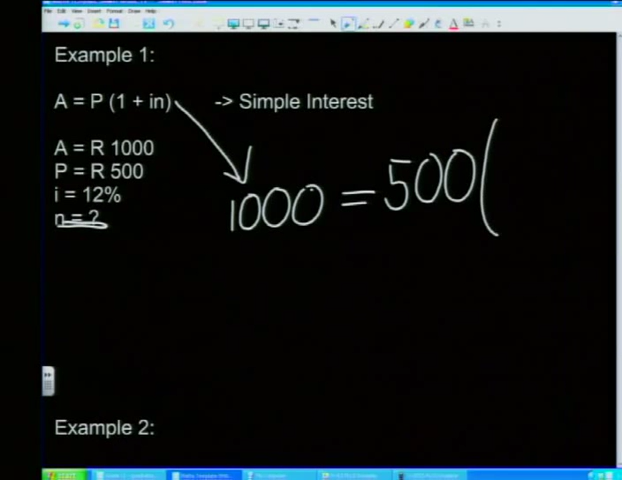 Example 1:
A = P (1 + in) -> Simple Interest
A = R 1000
P = R 500
i = 12%
n = ?
1000 = 500(
Example 2: